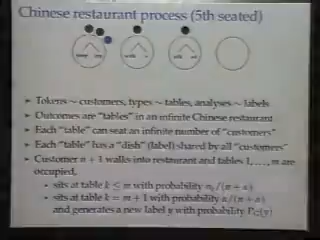 Chinese restaurant process (5th seated)
Tokens ~ customers, types ~ tables, analyses ~ labels
Outcomes are "tables" in an infinite Chinese restaurant
Each "table" can seat an infinite number of "customers"
Each "table" has a "dish" (label) shared by all "customers"
Customer n + 1 walks into restaurant and tables 1, . . . , m are
occupied,
sits at table k ≤ m with probability nₖ/(n + α)
sits at table k = m + 1 with probability α/(n + α)
and generates a new label y with probability